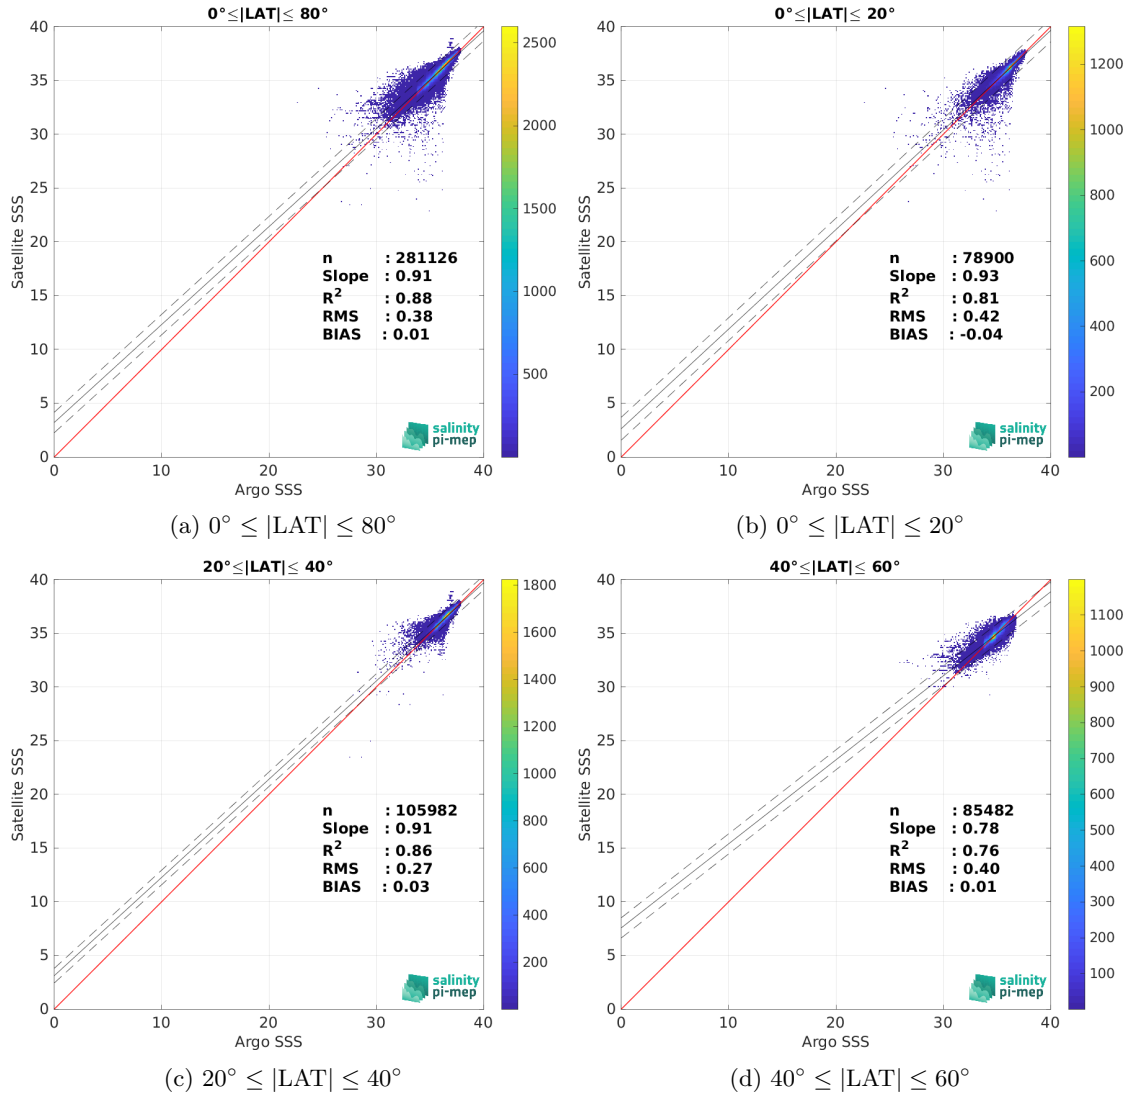 0°≤|LAT|≤ 80°
40
35
30
25
20
15
10
5
0
Satellite SSS
0
10
20
30
40
Argo SSS
2500
2000
1500
1000
500
n : 281126
Slope : 0.91
R² : 0.88
RMS : 0.38
BIAS : 0.01
salinity
pi-mep
(a) 0° ≤ |LAT| ≤ 80°
0°≤|LAT|≤ 20°
40
35
30
25
20
15
10
5
0
Satellite SSS
0
10
20
30
40
Argo SSS
1200
1000
800
600
400
200
n : 78900
Slope : 0.93
R² : 0.81
RMS : 0.42
BIAS : -0.04
salinity
pi-mep
(b) 0° ≤ |LAT| ≤ 20°
20°≤|LAT|≤ 40°
40
35
30
25
20
15
10
5
0
Satellite SSS
0
10
20
30
40
Argo SSS
1800
1600
1400
1200
1000
800
600
400
200
n : 105982
Slope : 0.91
R² : 0.86
RMS : 0.27
BIAS : 0.03
salinity
pi-mep
(c) 20° ≤ |LAT| ≤ 40°
40°≤|LAT|≤ 60°
40
35
30
25
20
15
10
5
0
Satellite SSS
0
10
20
30
40
Argo SSS
1100
1000
900
800
700
600
500
400
300
200
100
n : 85482
Slope : 0.78
R² : 0.76
RMS : 0.40
BIAS : 0.01
salinity
pi-mep
(d) 40° ≤ |LAT| ≤ 60°